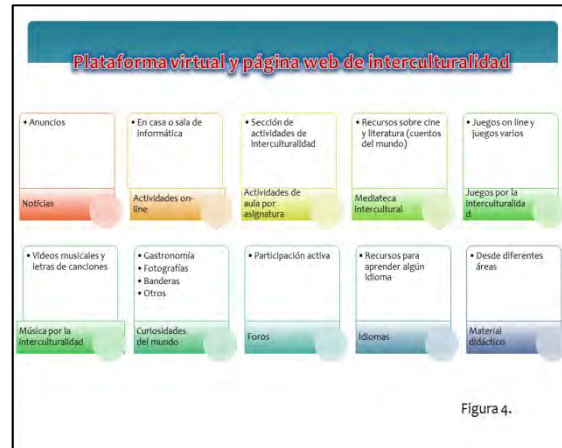 Plataforma virtual y página web de interculturalidad
• Anuncios
Noticias
• En casa o sala de
informática
Actividades on-
line
• Sección de
actividades de
interculturalidad
Actividades de
aula por
asignatura
• Recursos sobre cine
y literatura (cuentos
del mundo)
Mediateca
intercultural
• Juegos on line y
juegos varios
Juegos por la
interculturalida
d
• Videos musicales y
letras de canciones
Música por la
interculturalidad
• Gastronomía
• Fotografías
• Banderas
• Otros
Curiosidades
del mundo
• Participación activa
Foros
• Recursos para
aprender algún
idioma
Idiomas
• Desde diferentes
áreas
Material
didáctico
Figura 4.